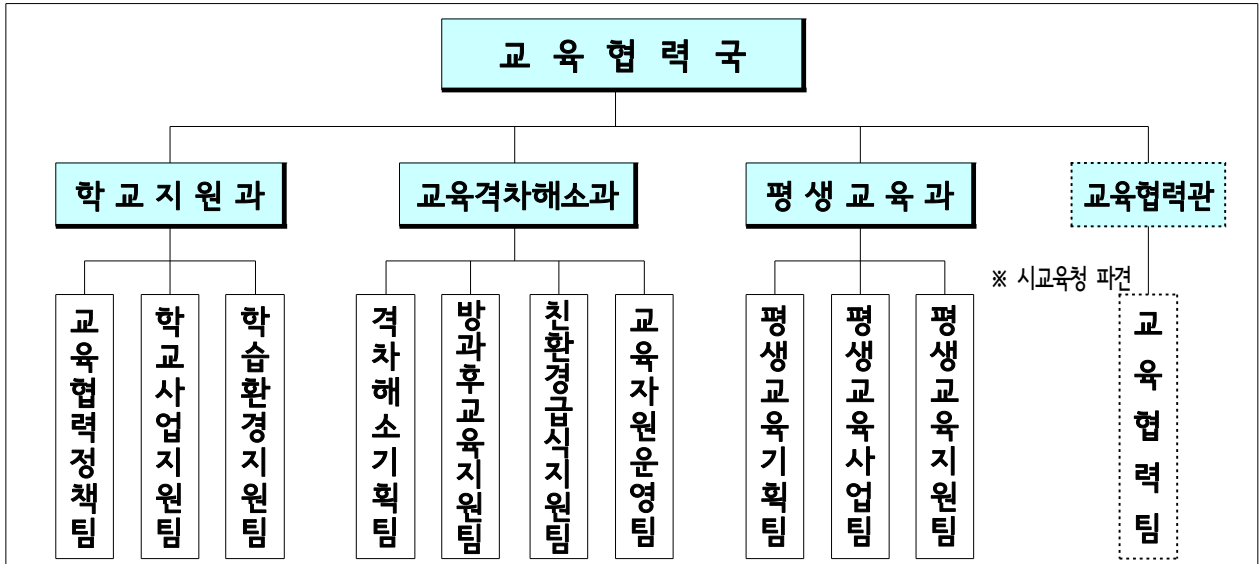 교육협력국
학교지원과
교육격차해소과
평생교육과
교육협력관
※ 시교육청 파견
교육협력정책팀
학교사업지원팀
학습환경지원팀
격차해소기획팀
방과후교육지원팀
친환경급식지원팀
교육자원운영팀
평생교육기획팀
평생교육사업팀
평생교육지원팀
교육협력팀